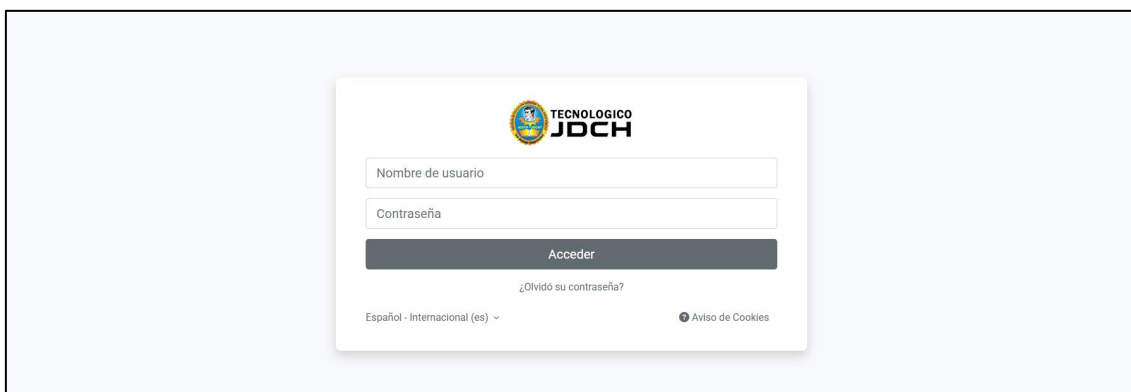 TECNOLOGICO
JDCH
Nombre de usuario
Contraseña
Acceder
¿Olvidó su contraseña?
Español - Internacional (es)
Aviso de Cookies